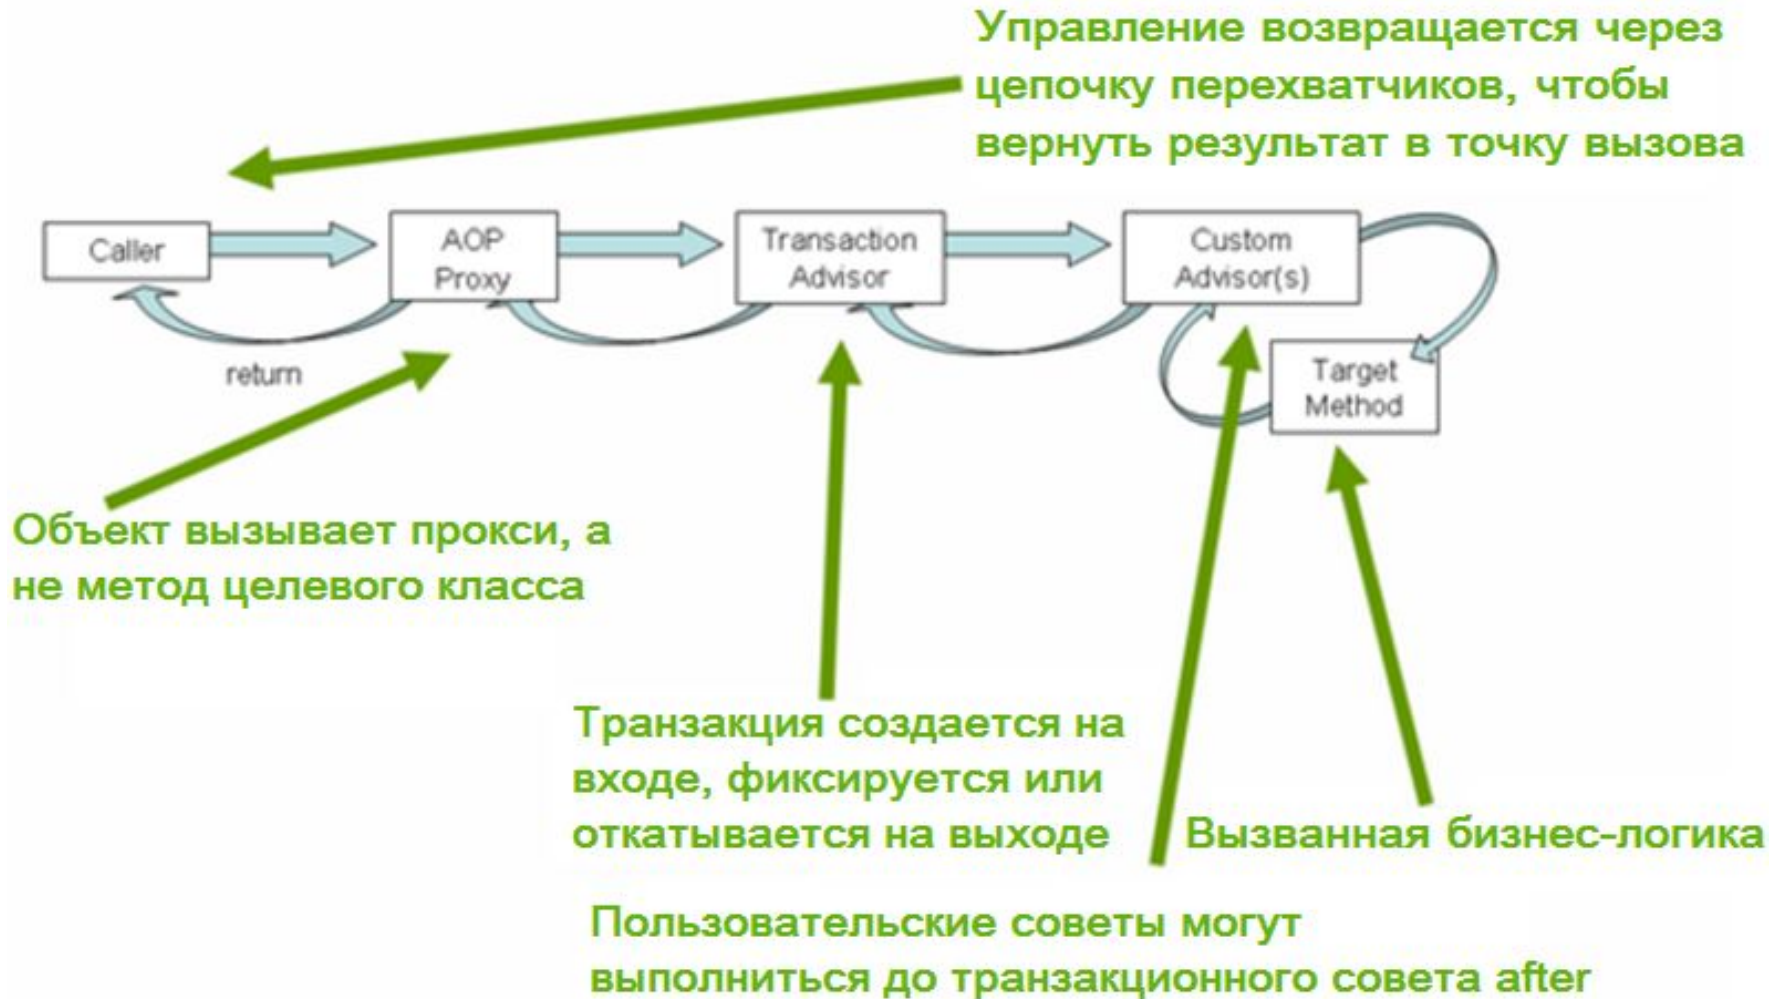 Управление возвращается через
цепочку перехватчиков, чтобы
вернуть результат в точку вызова
Caller
AOP
Proxy
Transaction
Advisor
Custom
Advisor(s)
Target
Method
return
Объект вызывает прокси, а
не метод целевого класса
Транзакция создается на
входе, фиксируется или
откатывается на выходе
Вызванная бизнес-логика
Пользовательские советы могут
выполниться до транзакционного совета after